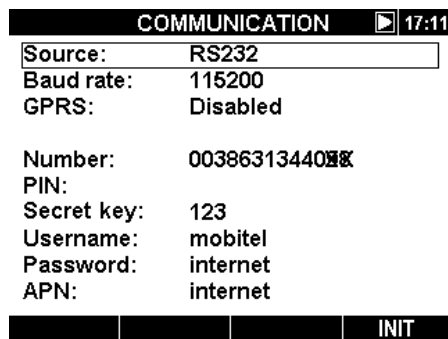 COMMUNICATION 17:11
Source: RS232
Baud rate: 115200
GPRS: Disabled
Number:
PIN:
Secret key: 123
Username: mobitel
Password: internet
APN: internet
INIT